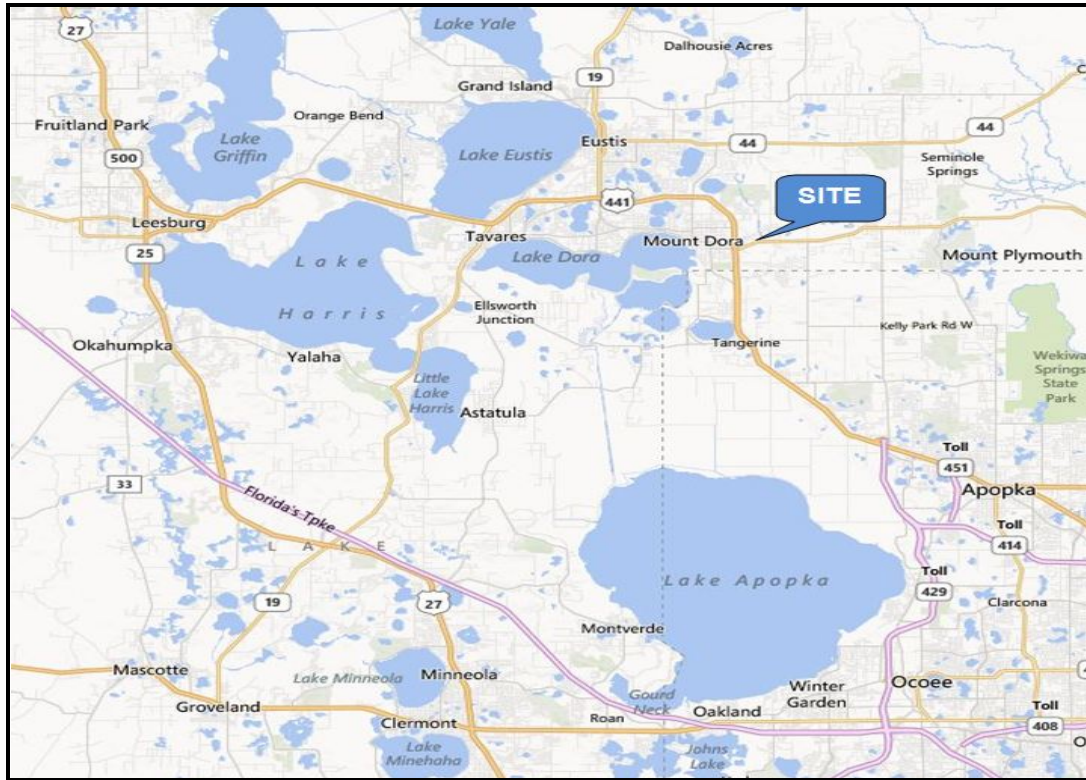 Lake Yale
27
Dalhousie Acres
19
Grand Island
Orange Bend
Fruitland Park
Lake
Griffin
Lake Eustis
Eustis
44
44
500
Seminole
Springs
SITE
441
Leesburg
Tavares
Mount Dora
25
Lake
Lake Dora
Mount Plymouth
Harris
Ellsworth
Junction
Kelly Park Rd W
Okahumpka
Yalaha
Tangerine
Wekiwa
Springs
State
Park
Little
Lake
Harris
Astatula
Toll
451
33
Florida's Tpke
Apopka
LAKE
Toll
414
Lake Apopka
Toll
429
19
27
Clarcona
Montverde
Mascotte
Lake Minneola
Minneola
Ocoee
Winter
Garden
Groveland
Gourd
Neck
Oakland
Toll
408
Clermont
Roan
Lake
Minehaha
Johns
Lake